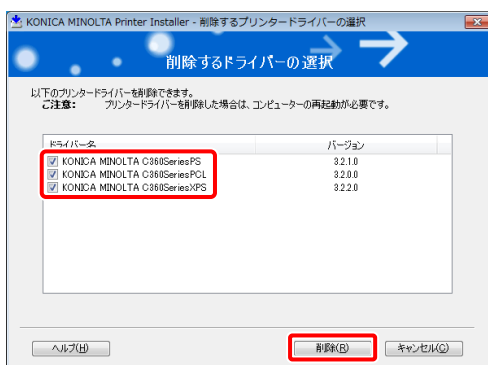 KONICA MINOLTA Printer Installer - 削除するプリンタードライバーの選択
削除するドライバーの選択
以下のプリンタードライバーを削除できます。
ご注意： プリンタードライバーを削除した場合は、コンピューターの再起動が必要です。
ドライバー名 バージョン
KONICA MINOLTA C360SeriesPS 3.2.1.0
KONICA MINOLTA C360SeriesPCL 3.2.0.0
KONICA MINOLTA C360SeriesXPS 3.2.2.0
ヘルプ(H) 削除(R) キャンセル(C)